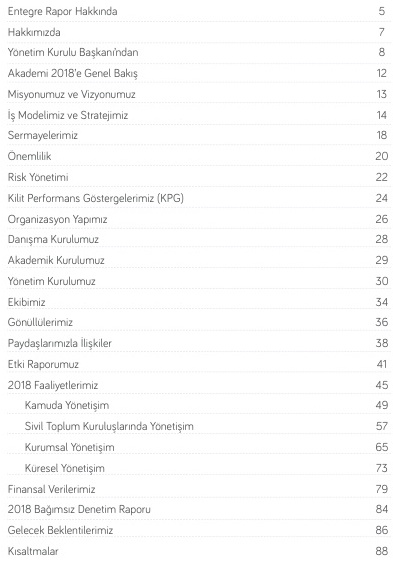 Entegre Rapor Hakkında 5
Hakkımızda 7
Yönetim Kurulu Başkanı'ndan 8
Akademi 2018'e Genel Bakış 12
Misyonumuz ve Vizyonumuz 13
İş Modelimiz ve Stratejimiz 14
Sermayelerimiz 18
Önemlilik 20
Risk Yönetimi 22
Kilit Performans Göstergelerimiz (KPG) 24
Organizasyon Yapımız 26
Danışma Kurulumuz 28
Akademik Kurulumuz 29
Yönetim Kurulumuz 30
Ekibimiz 34
Gönüllülerimiz 36
Paydaşlarımızla İlişkiler 38
Etki Raporumuz 41
2018 Faaliyetlerimiz 45
Kamuda Yönetişim 49
Sivil Toplum Kuruluşlarında Yönetişim 57
Kurumsal Yönetişim 65
Küresel Yönetişim 73
Finansal Verilerimiz 79
2018 Bağımsız Denetim Raporu 84
Gelecek Beklentilerimiz 86
Kısaltmalar 88